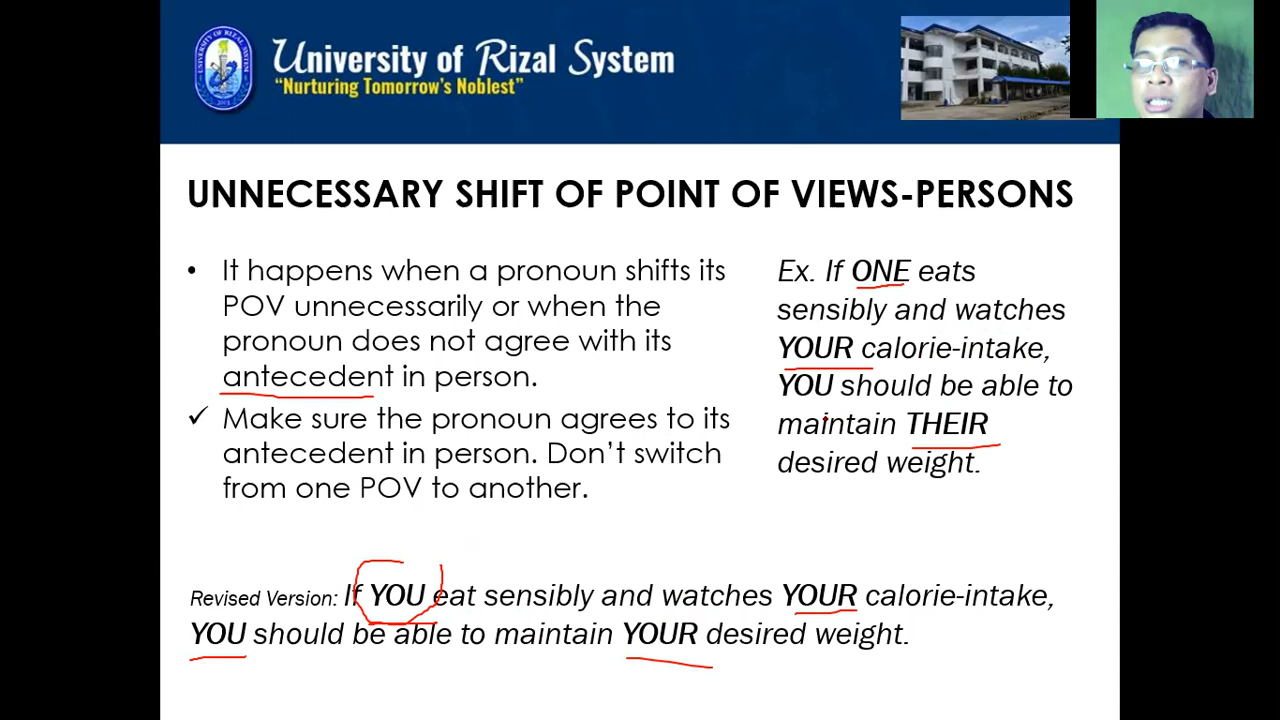 University of Rizal System
"Nurturing Tomorrow's Noblest"
UNIVERSITY OF RIZAL SYSTEM
UNNECESSARY SHIFT OF POINT OF VIEWS-PERSONS
• It happens when a pronoun shifts its
POV unnecessarily or when the
pronoun does not agree with its
antecedent in person.
✓ Make sure the pronoun agrees to its
antecedent in person. Don't switch
from one POV to another.
Ex. If ONE eats
sensibly and watches
YOUR calorie-intake,
YOU should be able to
maintain THEIR
desired weight.
Revised Version: If YOU eat sensibly and watches YOUR calorie-intake,
YOU should be able to maintain YOUR desired weight.